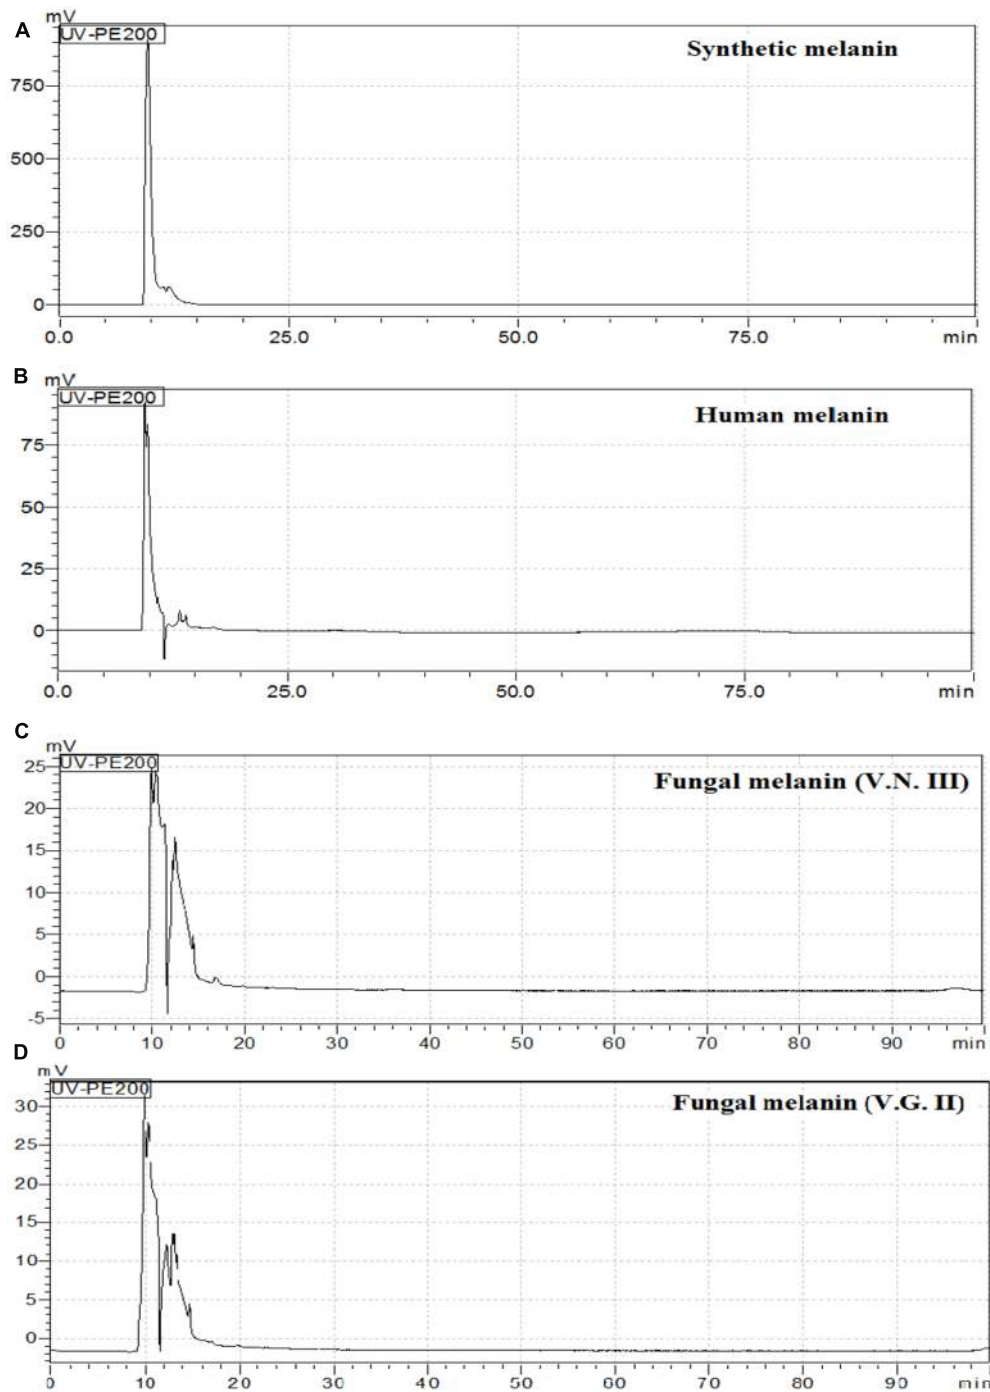 A
mV
UV-PE200
Synthetic melanin
750
500
250
0
0.0 25.0 50.0 75.0 min
B
mV
UV-PE200
Human melanin
75
50
25
0
0.0 25.0 50.0 75.0 min
C
mV
UV-PE200
Fungal melanin (V.N. III)
25
20
15
10
5
0
-5
0 10 20 30 40 50 60 70 80 90 min
D
mV
UV-PE200
Fungal melanin (V.G. II)
30
25
20
15
10
5
0
0 10 20 30 40 50 60 70 80 90 min